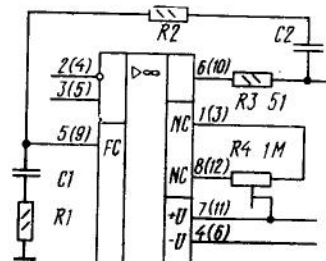 R2
C2
2(4)
3(5)
▷∞
6(10)
R3 51
1(3)
NC
5(9)
FC
R4 1M
C1
NC
8(12)
R1
+U
7(11)
-U
4(6)